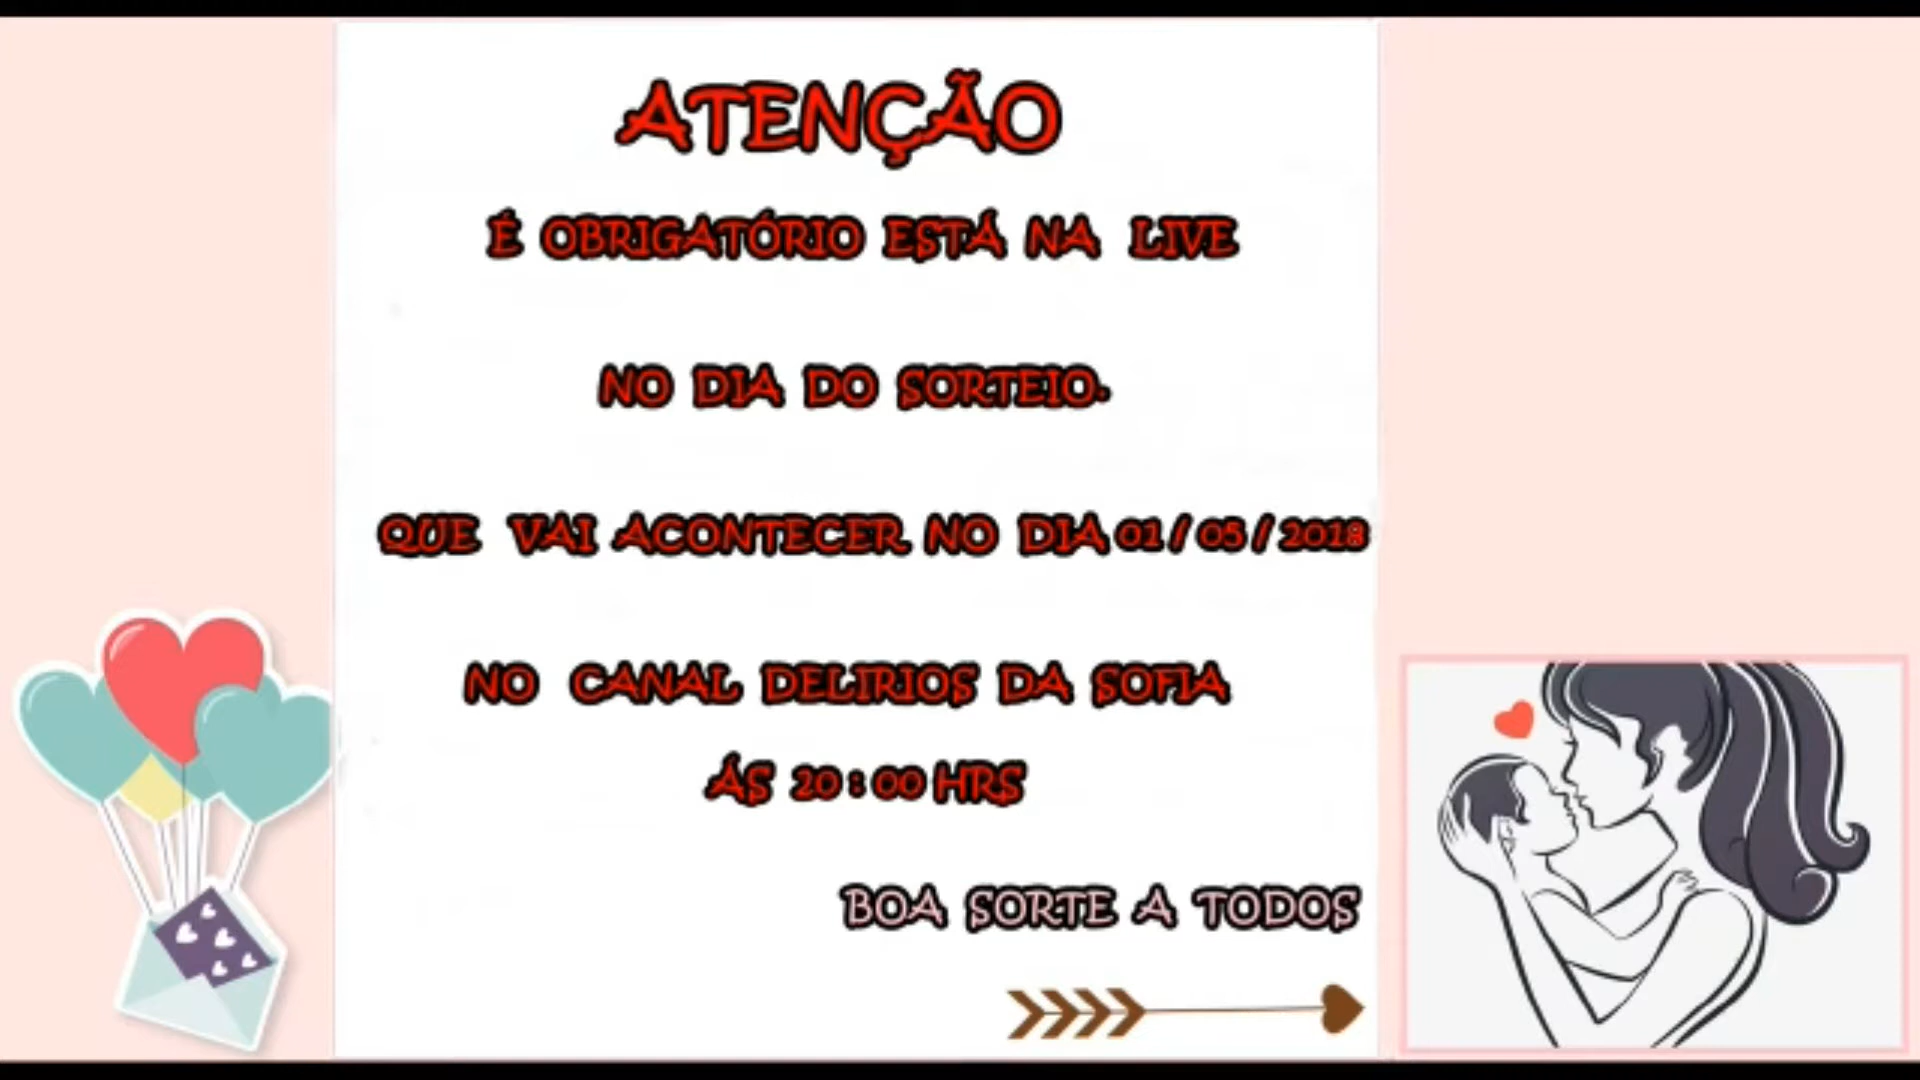 ATENÇÃO
É OBRIGATÓRIO ESTÁ NA LIVE
NO DIA DO SORTEIO.
QUE VAI ACONTECER NO DIA 01 / 05 / 2018
NO CANAL DELIRIOS DA SOFIA
ÁS 20 : 00 HRS
BOA SORTE A TODOS